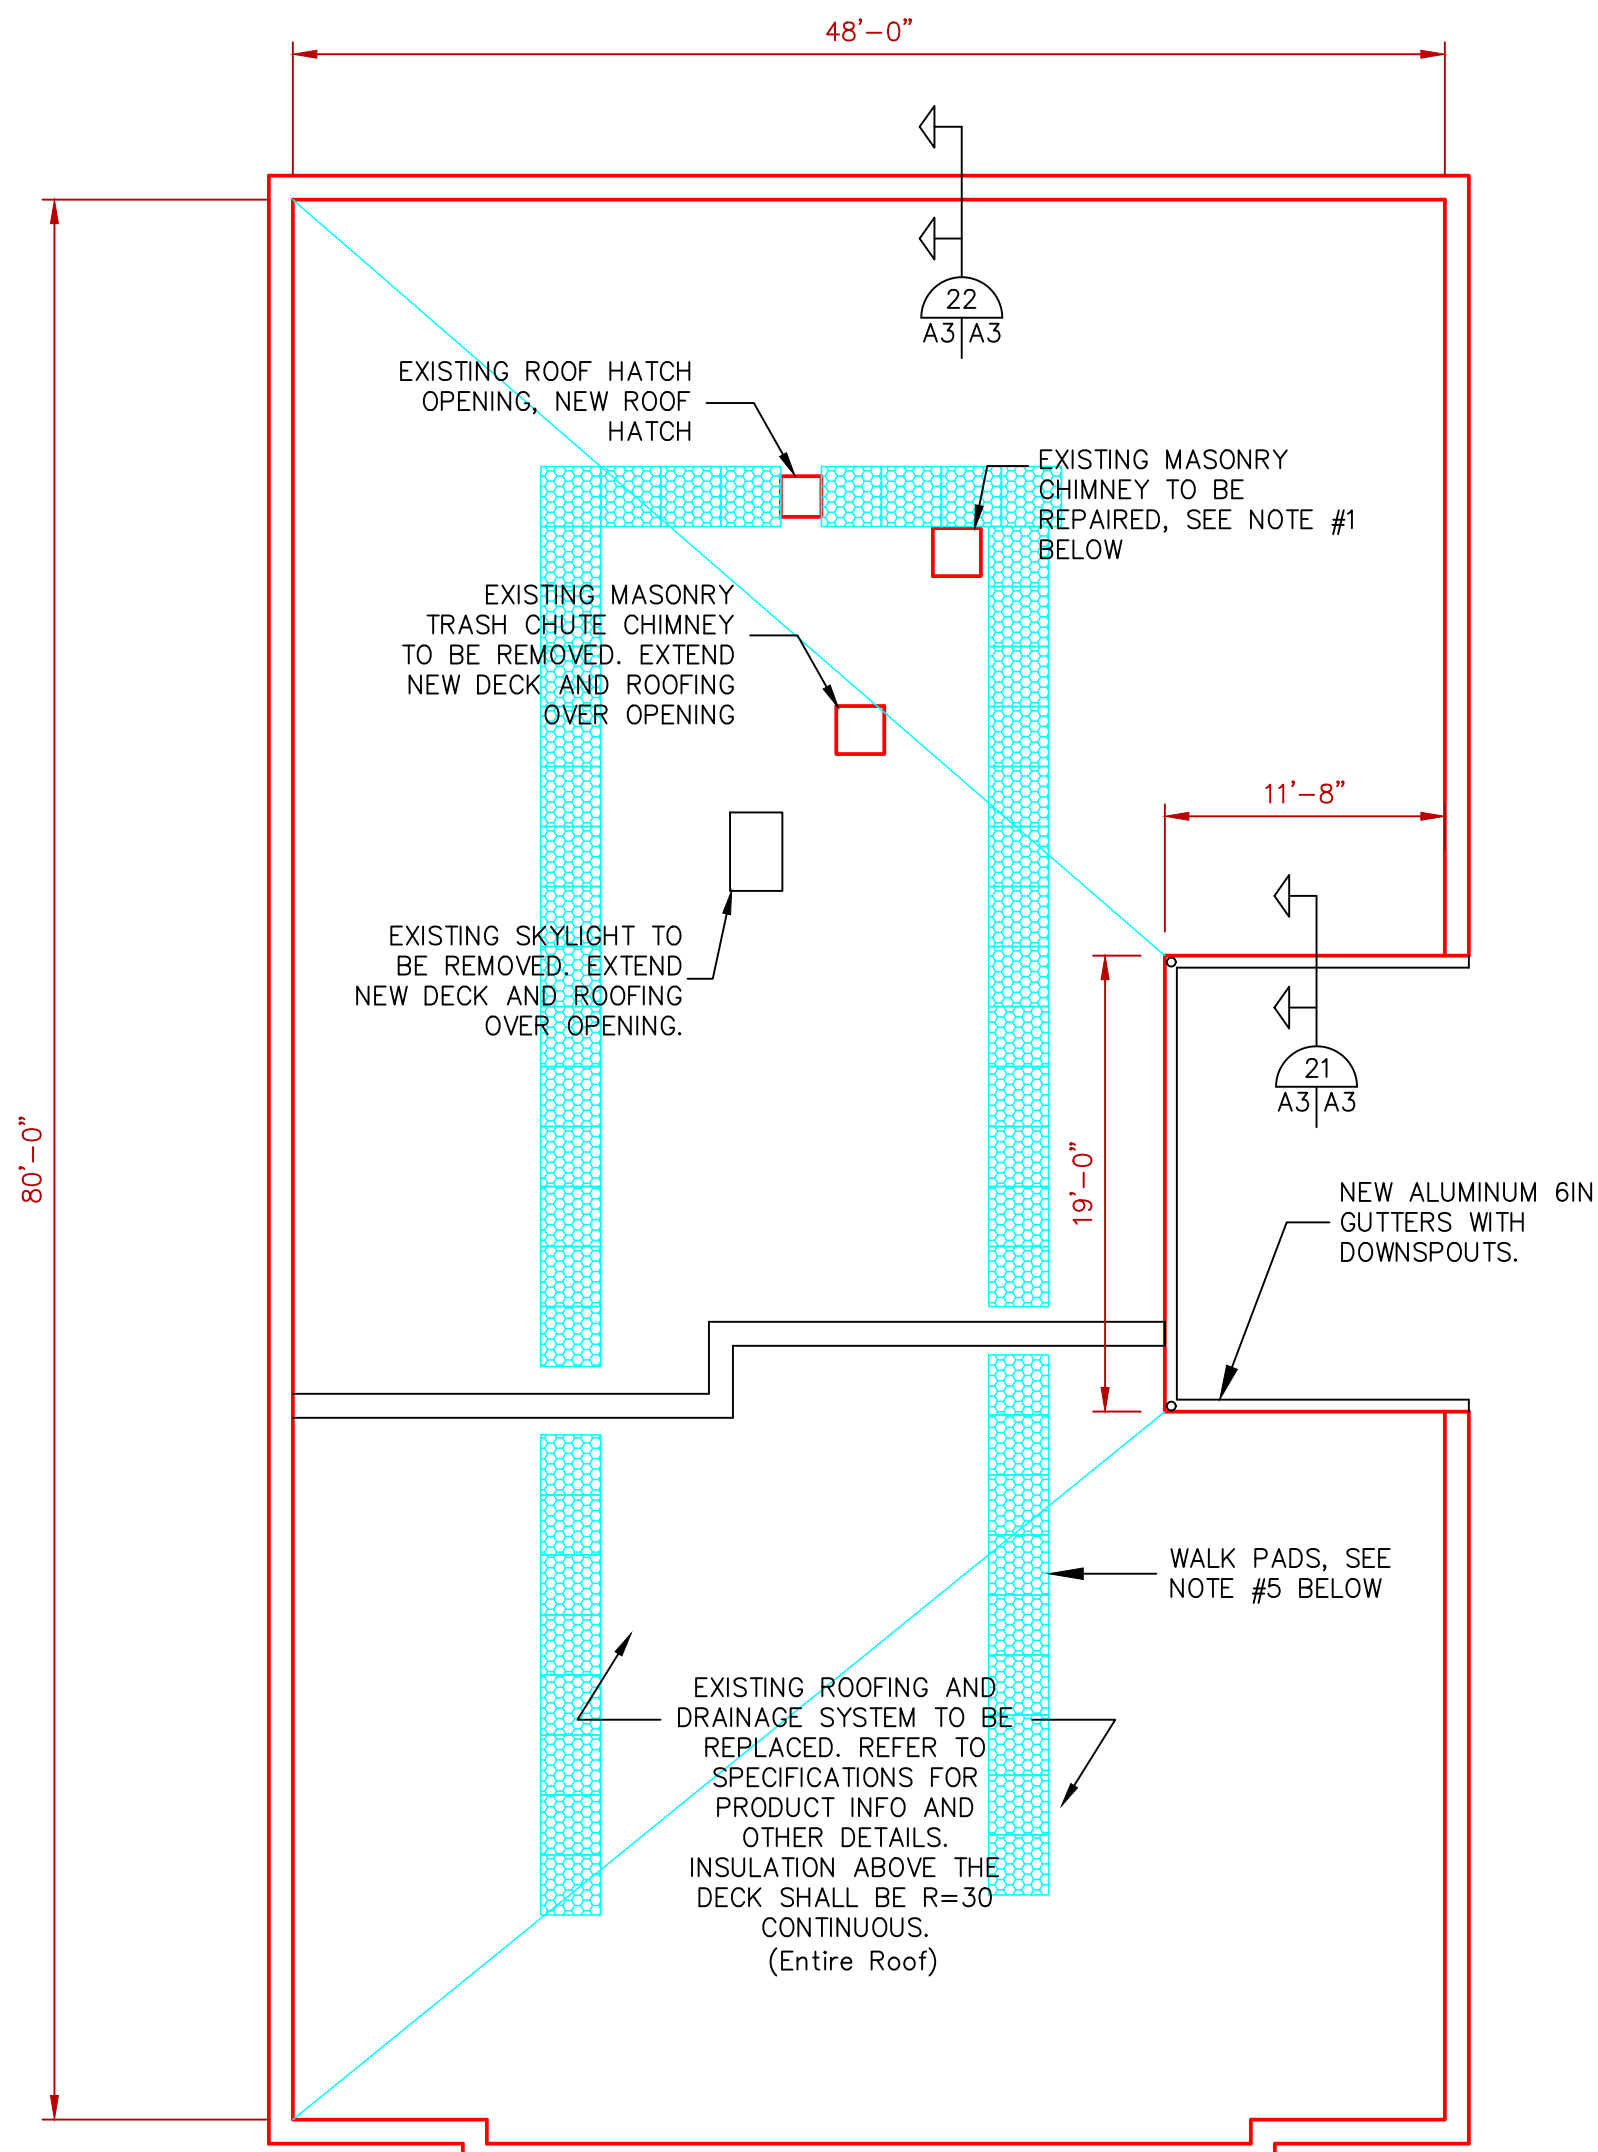 48'-0"
22
A3 A3
EXISTING ROOF HATCH
OPENING, NEW ROOF
HATCH
EXISTING MASONRY
CHIMNEY TO BE
REPAIRED, SEE NOTE #1
BELOW
EXISTING MASONRY
TRASH CHUTE CHIMNEY
TO BE REMOVED. EXTEND
NEW DECK AND ROOFING
OVER OPENING
11'-8"
EXISTING SKYLIGHT TO
BE REMOVED. EXTEND
NEW DECK AND ROOFING
OVER OPENING.
21
A3 A3
80'-0"
19'-0"
NEW ALUMINUM 6IN
GUTTERS WITH
DOWNSPOUTS.
WALK PADS, SEE
NOTE #5 BELOW
EXISTING ROOFING AND
DRAINAGE SYSTEM TO BE
REPLACED. REFER TO
SPECIFICATIONS FOR
PRODUCT INFO AND
OTHER DETAILS.
INSULATION ABOVE THE
DECK SHALL BE R=30
CONTINUOUS.
(Entire Roof)